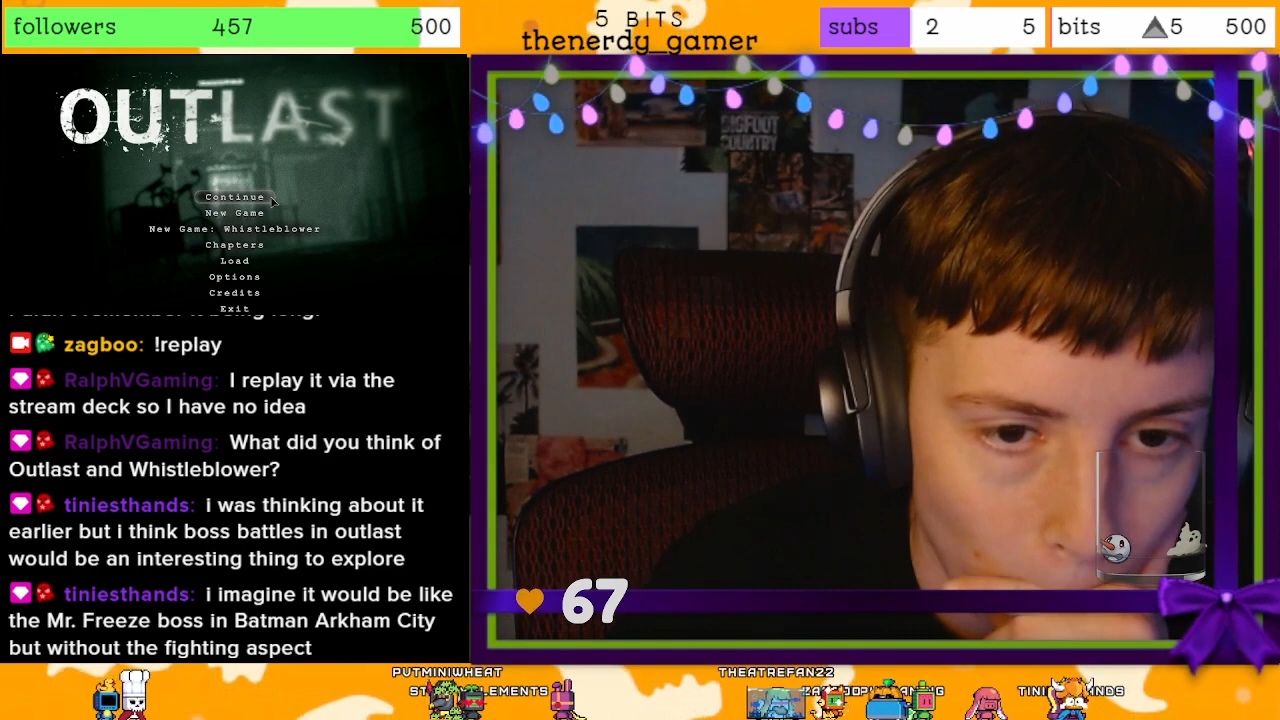 followers 457 500
5 BITS
thenerdy_gamer
subs 2 5
bits 5 500
OUTLAST
Continue
New Game
New Game: Whistleblower
Chapters
Load
Options
Credits
Exit
zagboo: !replay
RalphVGaming: I replay it via the
stream deck so I have no idea
RalphVGaming: What did you think of
Outlast and Whistleblower?
tiniesthands: i was thinking about it
earlier but i think boss battles in outlast
would be an interesting thing to explore
tiniesthands: i imagine it would be like
the Mr. Freeze boss in Batman Arkham City
but without the fighting aspect
BIGFOOT
COUNTRY
67
PUTMINIWHEAT
THEATREFAN22